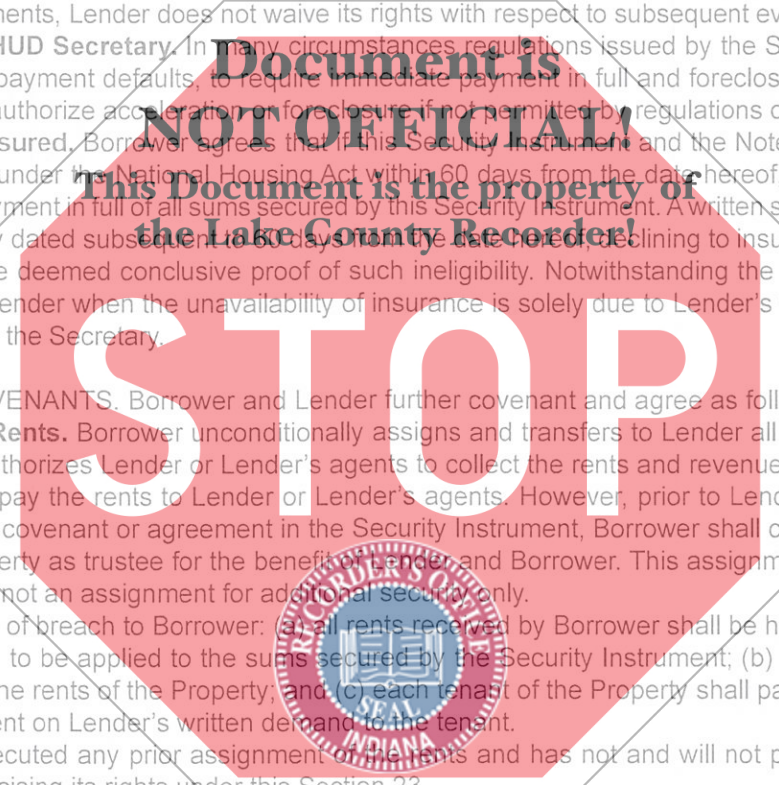 ments, Lender does not waive its rights with respect to subsequent ev
HUD Secretary. In many circumstances regulations issued by the S
payment defaults, to require immediate payment in full and foreclos
authorize acceleration or foreclosure if not permitted by regulations
sured. Borrower agrees that if this Security Instrument and the Note
under the National Housing Act within 60 days from the date hereof
yment in full of all sums secured by this Security Instrument. A written s
dated subsequent to 60 days from the date hereof, declining to insu
e deemed conclusive proof of such ineligibility. Notwithstanding the
ender when the unavailability of insurance is solely due to Lender's
the Secretary.
Document is
NOT OFFICIAL!
This Document is the property of
the Lake County Recorder!
STOP
VENANTS. Borrower and Lender further covenant and agree as foll
Rents. Borrower unconditionally assigns and transfers to Lender all
thorizes Lender or Lender's agents to collect the rents and revenue
pay the rents to Lender or Lender's agents. However, prior to Lend
covenant or agreement in the Security Instrument, Borrower shall c
erty as trustee for the benefit of Lender and Borrower. This assignm
not an assignment for additional security only.
of breach to Borrower: (a) all rents received by Borrower shall be h
to be applied to the sums secured by the Security Instrument; (b)
he rents of the Property; and (c) each tenant of the Property shall pa
ent on Lender's written demand to the tenant.
ecuted any prior assignment of the rents and has not and will not p
cising its rights under this Section 23.
RECORDER'S OFFICE
SEAL
INDIANA